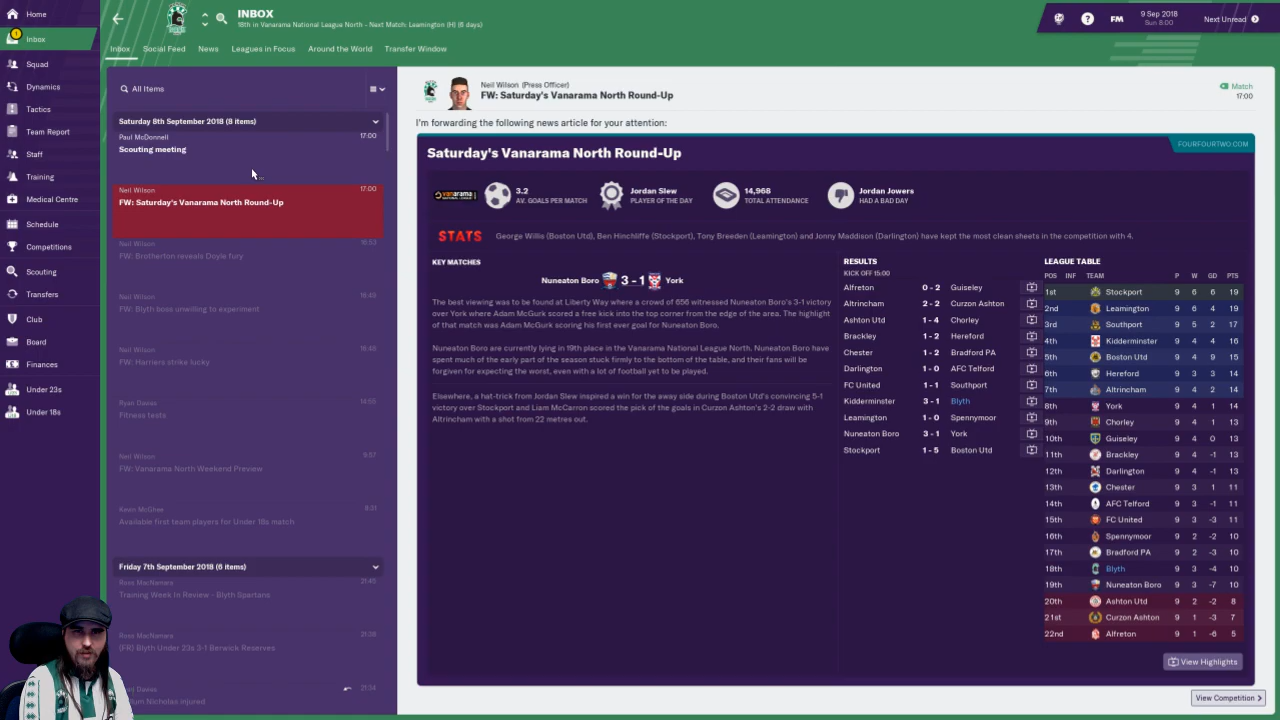 Home
Inbox
Squad
Dynamics
Tactics
Team Report
Staff
Training
Medical Centre
Schedule
Competitions
Scouting
Transfers
Club
Board
Finances
Under 23s
Under 18s
INBOX
18th in Vanarama National League North - Next Match: Leamington (H) (6 days)
FM
9 Sep 2018
Sun 8:00
Next Unread
Inbox
Social Feed
News
Leagues in Focus
Around the World
Transfer Window
All Items
Saturday 8th September 2018 (8 items)
Paul McDonnell 17:00
Scouting meeting
Neil Wilson 17:00
FW: Saturday's Vanarama North Round-Up
Neil Wilson
FW: Brotherton reveals Doyle fury
Neil Wilson
FW: Blyth boss unwilling to experiment
Neil Wilson
FW: Harriers strike lucky
Ryan Davies 14:55
Fitness tests
Neil Wilson
FW: Vanarama North Weekend Preview
Kevin McGhee 8:31
Available first team players for Under 18s match
Friday 7th September 2018 (6 items)
Ross MacNamara 21:45
Training Week In Review - Blyth Spartans
Ross MacNamara
(FR) Blyth Under 23s 3-1 Berwick Reserves
Davies 21:34
Nicholas injured
Neil Wilson (Press Officer)
FW: Saturday's Vanarama North Round-Up
Match
17:00
I'm forwarding the following news article for your attention:
Saturday's Vanarama North Round-Up
FOURFOURTWO.COM
vanarama
3.2
AV. GOALS PER MATCH
Jordan Slew
PLAYER OF THE DAY
14,968
TOTAL ATTENDANCE
Jordan Jowers
HAD A BAD DAY
STATS
George Willis (Boston Utd), Ben Hinchliffe (Stockport), Tony Breeden (Leamington) and Jonny Maddison (Darlington) have kept the most clean sheets in the competition with 4.
KEY MATCHES
Nuneaton Boro 3 - 1 York
The best viewing was to be found at Liberty Way where a crowd of 656 witnessed Nuneaton Boro's 3-1 victory
over York where Adam McGurk scored a free kick into the top corner from the edge of the area. The highlight
of that match was Adam McGurk scoring his first ever goal for Nuneaton Boro.
Nuneaton Boro are currently lying in 19th place in the Vanarama National League North. Nuneaton Boro have
spent much of the early part of the season stuck firmly to the bottom of the table, and their fans will be
forgiven for expecting the worst, even with a lot of football yet to be played.
Elsewhere, a hat-trick from Jordan Slew inspired a win for the away side during Boston Utd's convincing 5-1
victory over Stockport and Liam McCarron scored the pick of the goals in Curzon Ashton's 2-2 draw with
Altrincham with a shot from 22 metres out.
RESULTS
KICK OFF 15:00
Alfreton 0 - 2 Guiseley
Altrincham 2 - 2 Curzon Ashton
Ashton Utd 1 - 4 Chorley
Brackley 1 - 2 Hereford
Chester 1 - 2 Bradford PA
Darlington 1 - 0 AFC Telford
FC United 1 - 1 Southport
Kidderminster 3 - 1 Blyth
Leamington 1 - 0 Spennymoor
Nuneaton Boro 3 - 1 York
Stockport 1 - 5 Boston Utd
LEAGUE TABLE
POS INF TEAM P W GD PTS
1st Stockport 9 6 6 19
2nd Leamington 9 6 4 19
3rd Southport 9 5 2 17
4th Kidderminster 9 4 4 16
5th Boston Utd 9 4 9 15
6th Hereford 9 3 3 14
7th Altrincham 9 4 2 14
8th York 9 4 1 14
9th Chorley 9 4 1 13
10th Guiseley 9 4 0 13
11th Brackley 9 4 -1 13
12th Darlington 9 4 -1 13
13th Chester 9 3 1 11
14th AFC Telford 9 3 -1 11
15th FC United 9 3 -3 11
16th Spennymoor 9 2 -2 10
17th Bradford PA 9 2 -3 10
18th Blyth 9 3 -4 10
19th Nuneaton Boro 9 3 -7 10
20th Ashton Utd 9 2 -2 8
21st Curzon Ashton 9 1 -3 7
22nd Alfreton 9 1 -6 5
View Highlights
View Competition